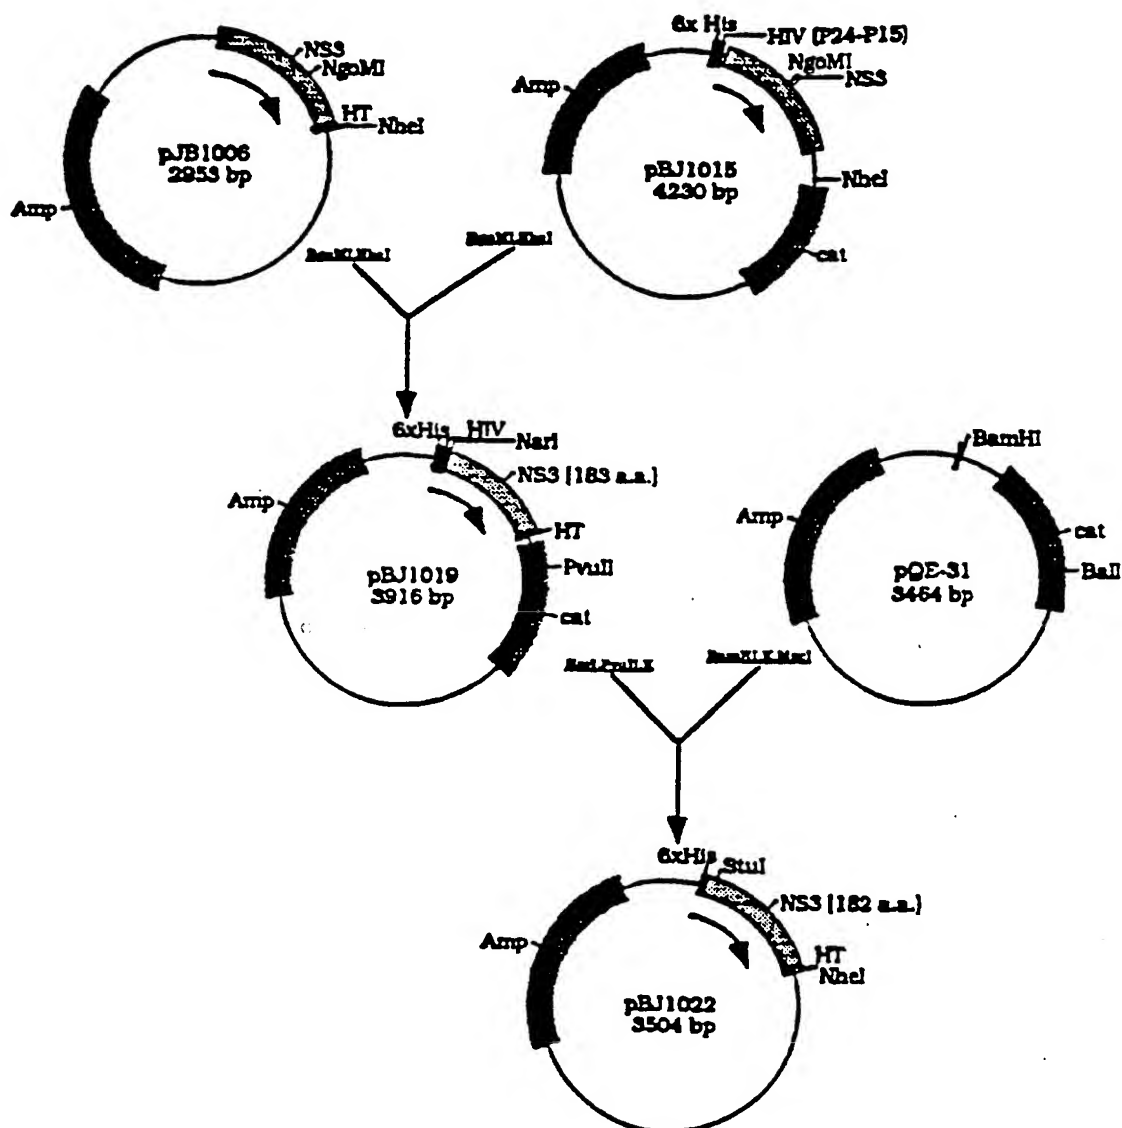 NS3
NgoMI
HT
NheI
pJB1006
2953 bp
Amp
6x His
HIV (P24-P15)
NgoMI
NS3
Amp
pBJ1015
4230 bp
NheI
cat
6xHis
HIV
NarI
NS3 [183 a.a.]
Amp
HT
PvuII
pBJ1019
3916 bp
cat
BamHI
Amp
cat
pQE-31
3464 bp
BalI
6xHis
StuI
NS3 [182 a.a.]
Amp
HT
NheI
pBJ1022
3504 bp